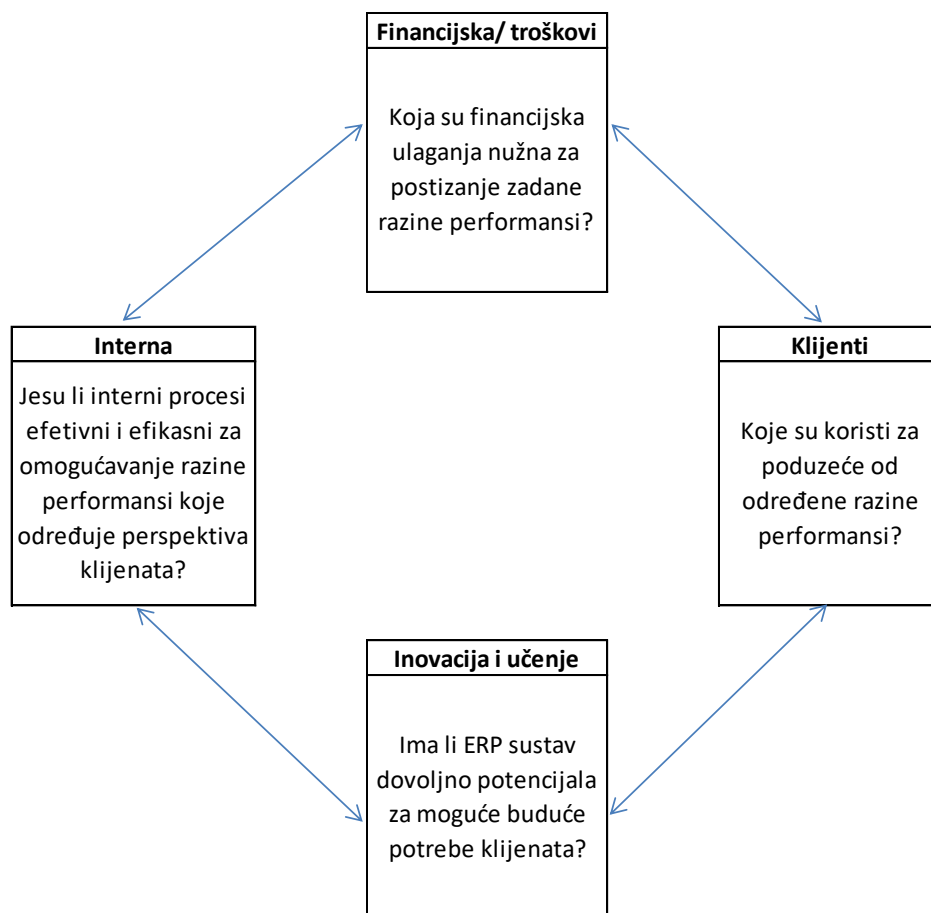 Financijska/ troškovi
Koja su financijska
ulaganja nužna za
postizanje zadane
razine performansi?
Interna
Jesu li interni procesi
efetivni i efikasni za
omogućavanje razine
performansi koje
određuje perspektiva
klijenata?
Klijenti
Koje su koristi za
poduzeće od
određene razine
performansi?
Inovacija i učenje
Ima li ERP sustav
dovoljno potencijala
za moguće buduće
potrebe klijenata?